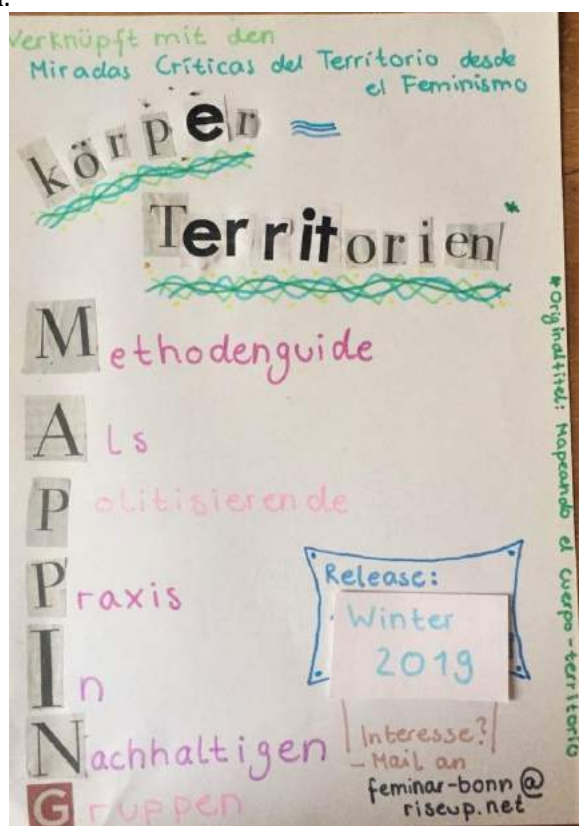 Verknüpft mit den
Miradas Críticas del Territorio desde
el Feminismo
körper =
Territorien*
Methodenguide
Als
Politisierende
Praxis
In
Nachhaltigen
Gruppen
Release:
Winter
2019
Interesse?
- Mail an
feminar-bonn@
riseup.net
*Originaltitel: Mapeando el Cuerpo-territorio